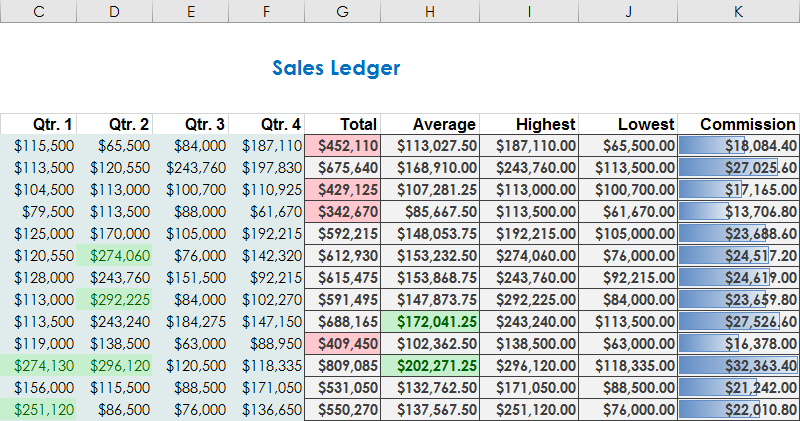 C D E F G H I J K
Sales Ledger
Qtr. 1 Qtr. 2 Qtr. 3 Qtr. 4 Total Average Highest Lowest Commission
$115,500 $65,500 $84,000 $187,110 $452,110 $113,027.50 $187,110.00 $65,500.00 $18,084.40
$113,500 $120,550 $243,760 $197,830 $675,640 $168,910.00 $243,760.00 $113,500.00 $27,025.60
$104,500 $113,000 $100,700 $110,925 $429,125 $107,281.25 $113,000.00 $100,700.00 $17,165.00
$79,500 $113,500 $88,000 $61,670 $342,670 $85,667.50 $113,500.00 $61,670.00 $13,706.80
$125,000 $170,000 $105,000 $192,215 $592,215 $148,053.75 $192,215.00 $105,000.00 $23,688.60
$120,550 $274,060 $76,000 $142,320 $612,930 $153,232.50 $274,060.00 $76,000.00 $24,517.20
$128,000 $243,760 $151,500 $92,215 $615,475 $153,868.75 $243,760.00 $92,215.00 $24,619.00
$113,000 $292,225 $84,000 $102,270 $591,495 $147,873.75 $292,225.00 $84,000.00 $23,659.80
$113,500 $243,240 $184,275 $147,150 $688,165 $172,041.25 $243,240.00 $113,500.00 $27,526.60
$119,000 $138,500 $63,000 $88,950 $409,450 $102,362.50 $138,500.00 $63,000.00 $16,378.00
$274,130 $296,120 $120,500 $118,335 $809,085 $202,271.25 $296,120.00 $118,335.00 $32,363.40
$156,000 $115,500 $88,500 $171,050 $531,050 $132,762.50 $171,050.00 $88,500.00 $21,242.00
$251,120 $86,500 $76,000 $136,650 $550,270 $137,567.50 $251,120.00 $76,000.00 $22,010.80